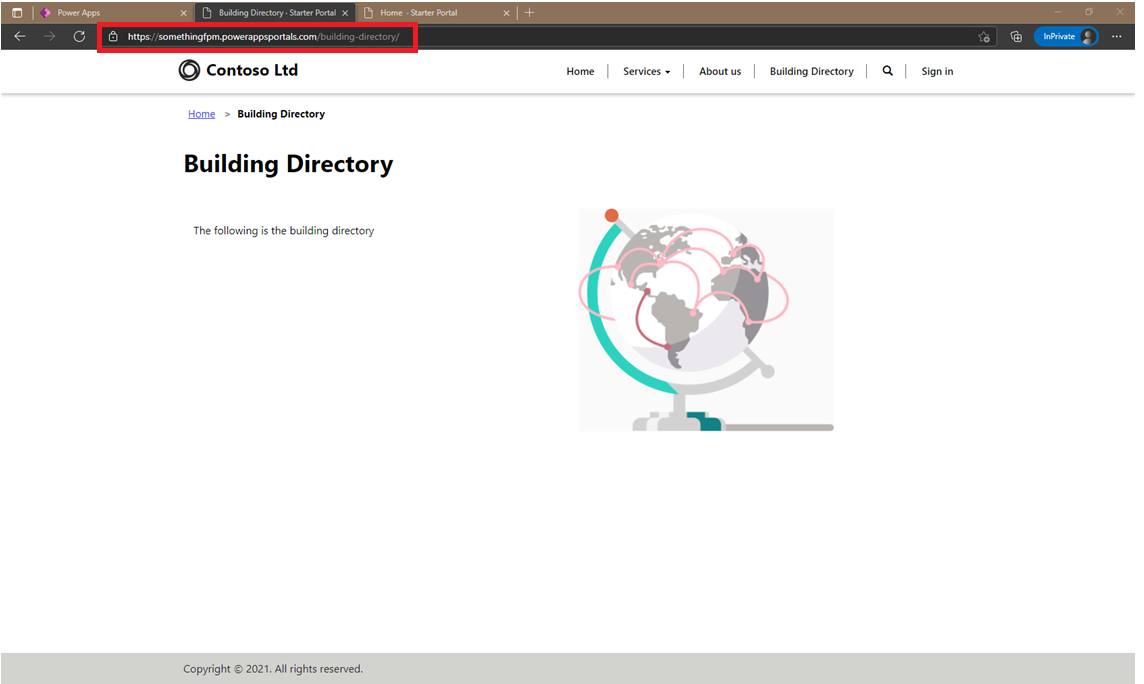 Power Apps
Building Directory - Starter Portal
Home - Starter Portal
https://somethingfpm.powerappsportals.com/building-directory/
InPrivate
Contoso Ltd
Home
Services
About us
Building Directory
Sign in
Home > Building Directory
Building Directory
The following is the building directory
Copyright © 2021. All rights reserved.